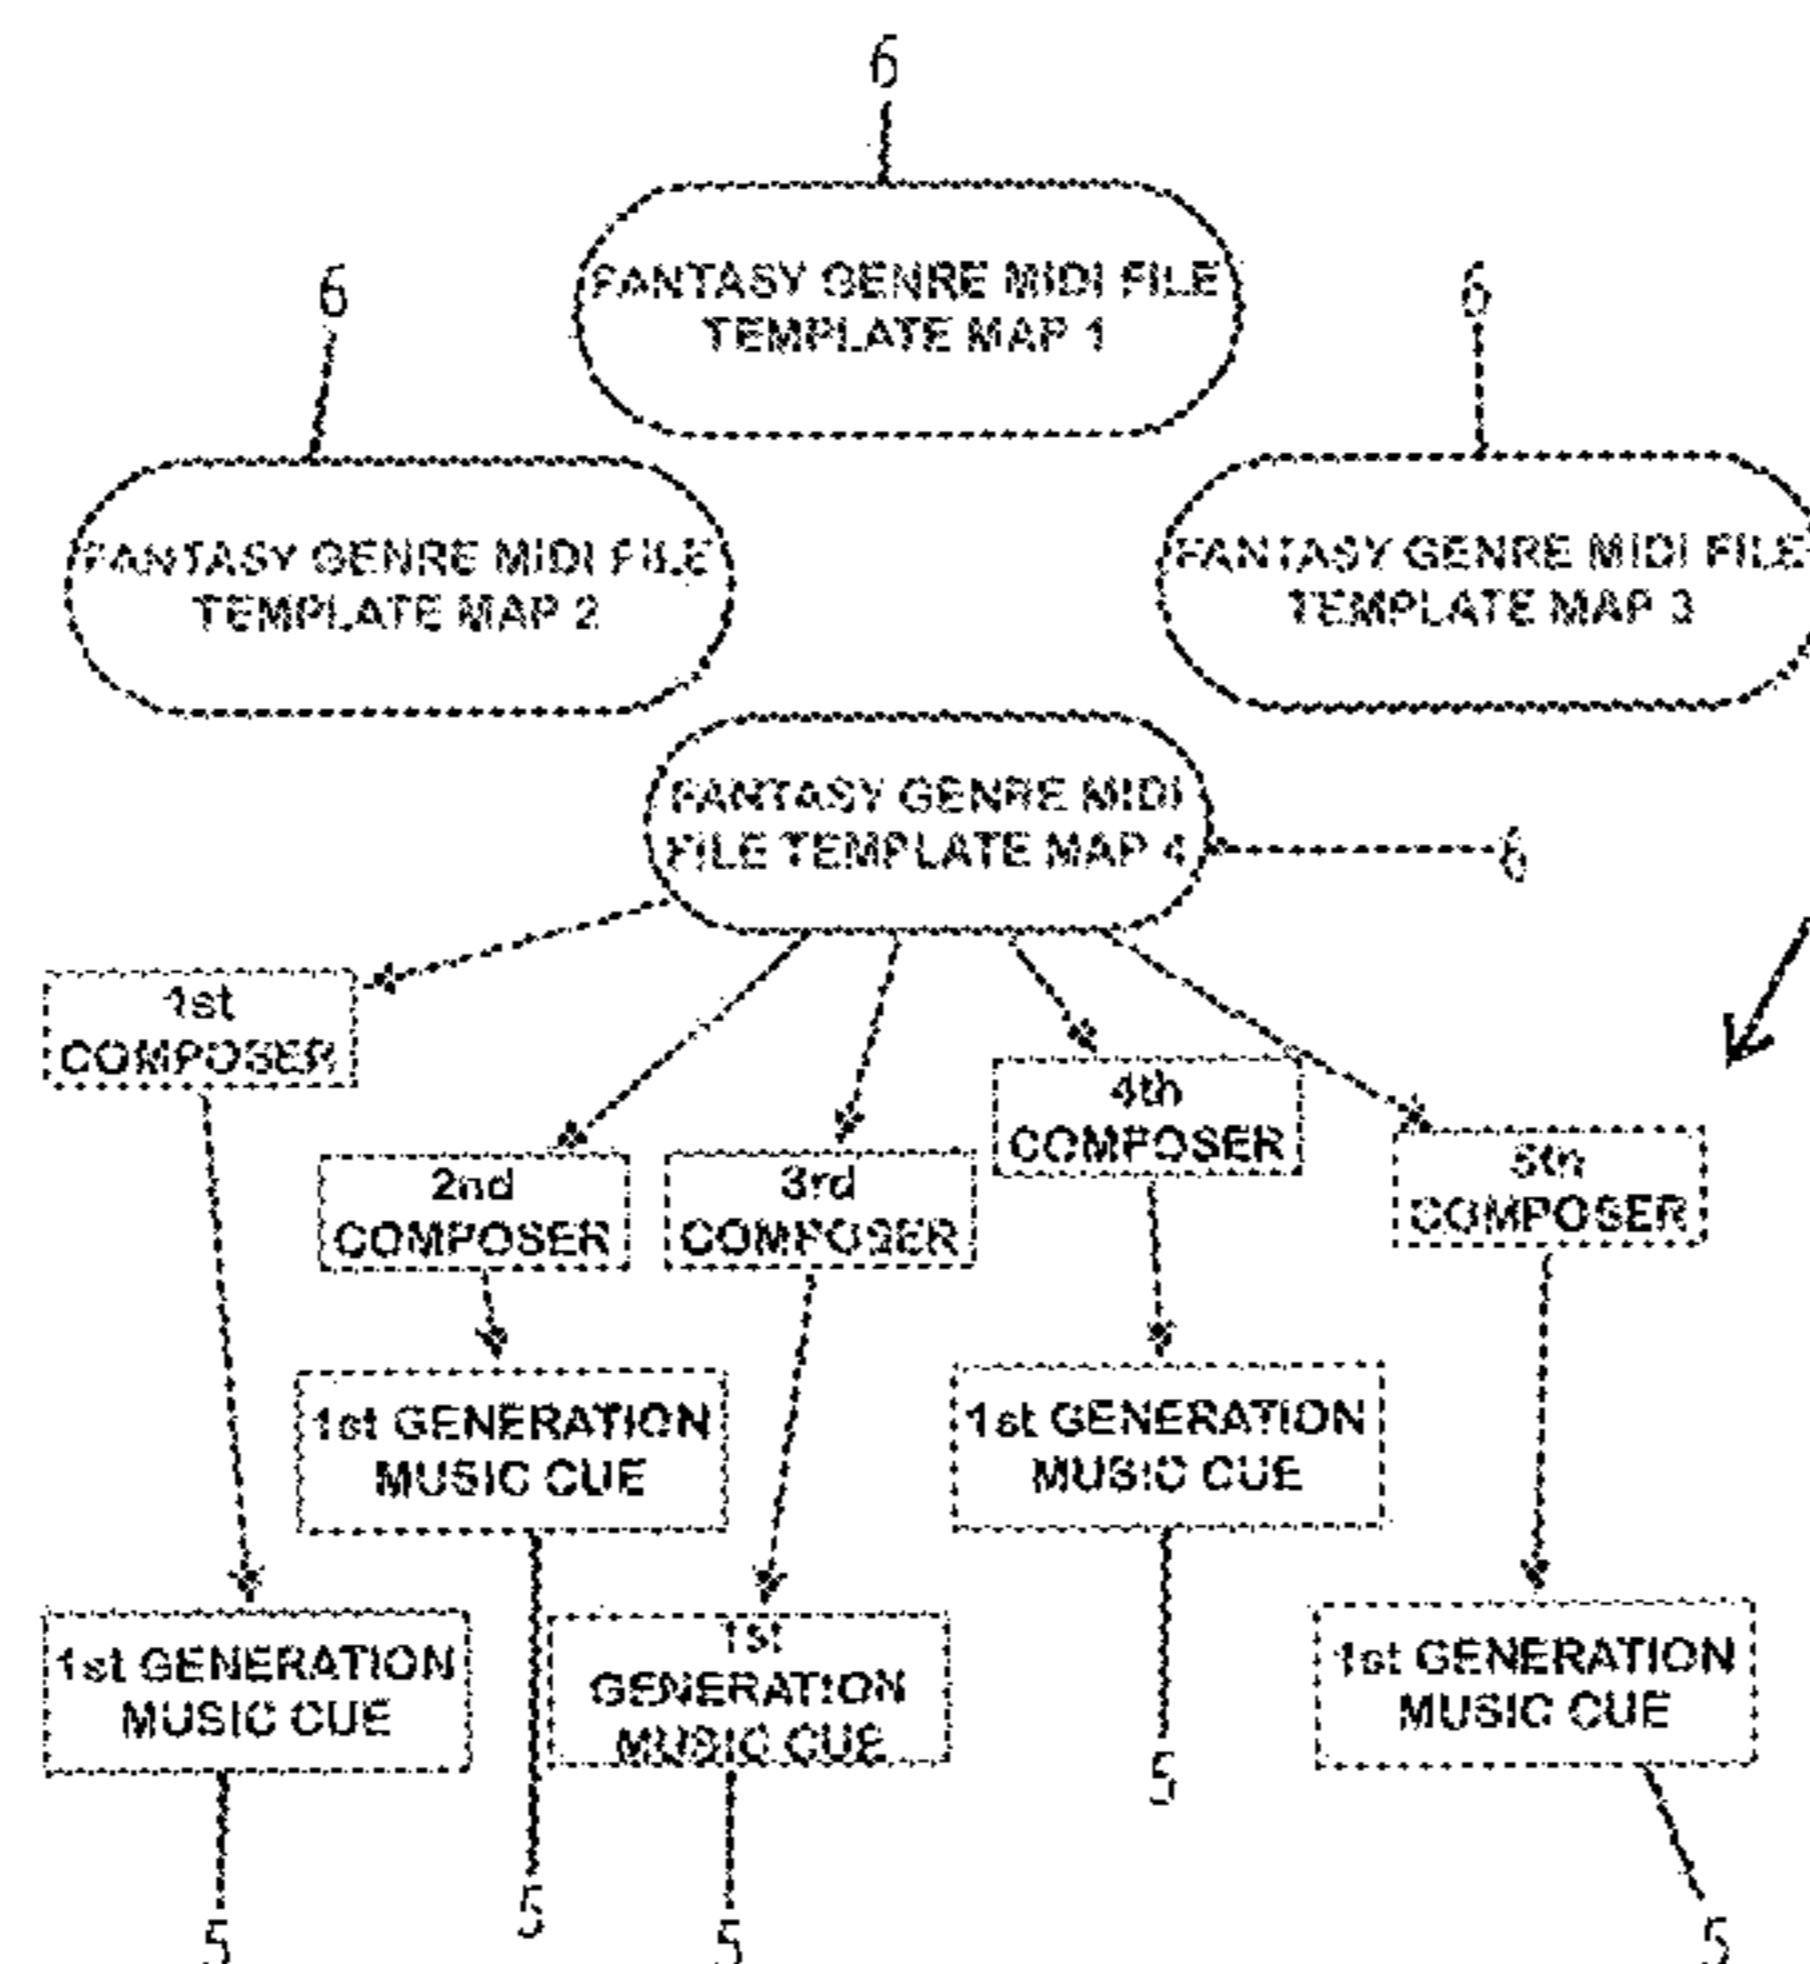 6
FANTASY GENRE MIDI FILE
TEMPLATE MAP 1
6
FANTASY GENRE MIDI FILE
TEMPLATE MAP 2
6
FANTASY GENRE MIDI FILE
TEMPLATE MAP 3
FANTASY GENRE MIDI
FILE TEMPLATE MAP 4
6
1st
COMPOSER
2nd
COMPOSER
3rd
COMPOSER
4th
COMPOSER
5th
COMPOSER
1st GENERATION
MUSIC CUE
5
1st GENERATION
MUSIC CUE
5
1st
GENERATION
MUSIC CUE
5
1st GENERATION
MUSIC CUE
5
1st GENERATION
MUSIC CUE
5